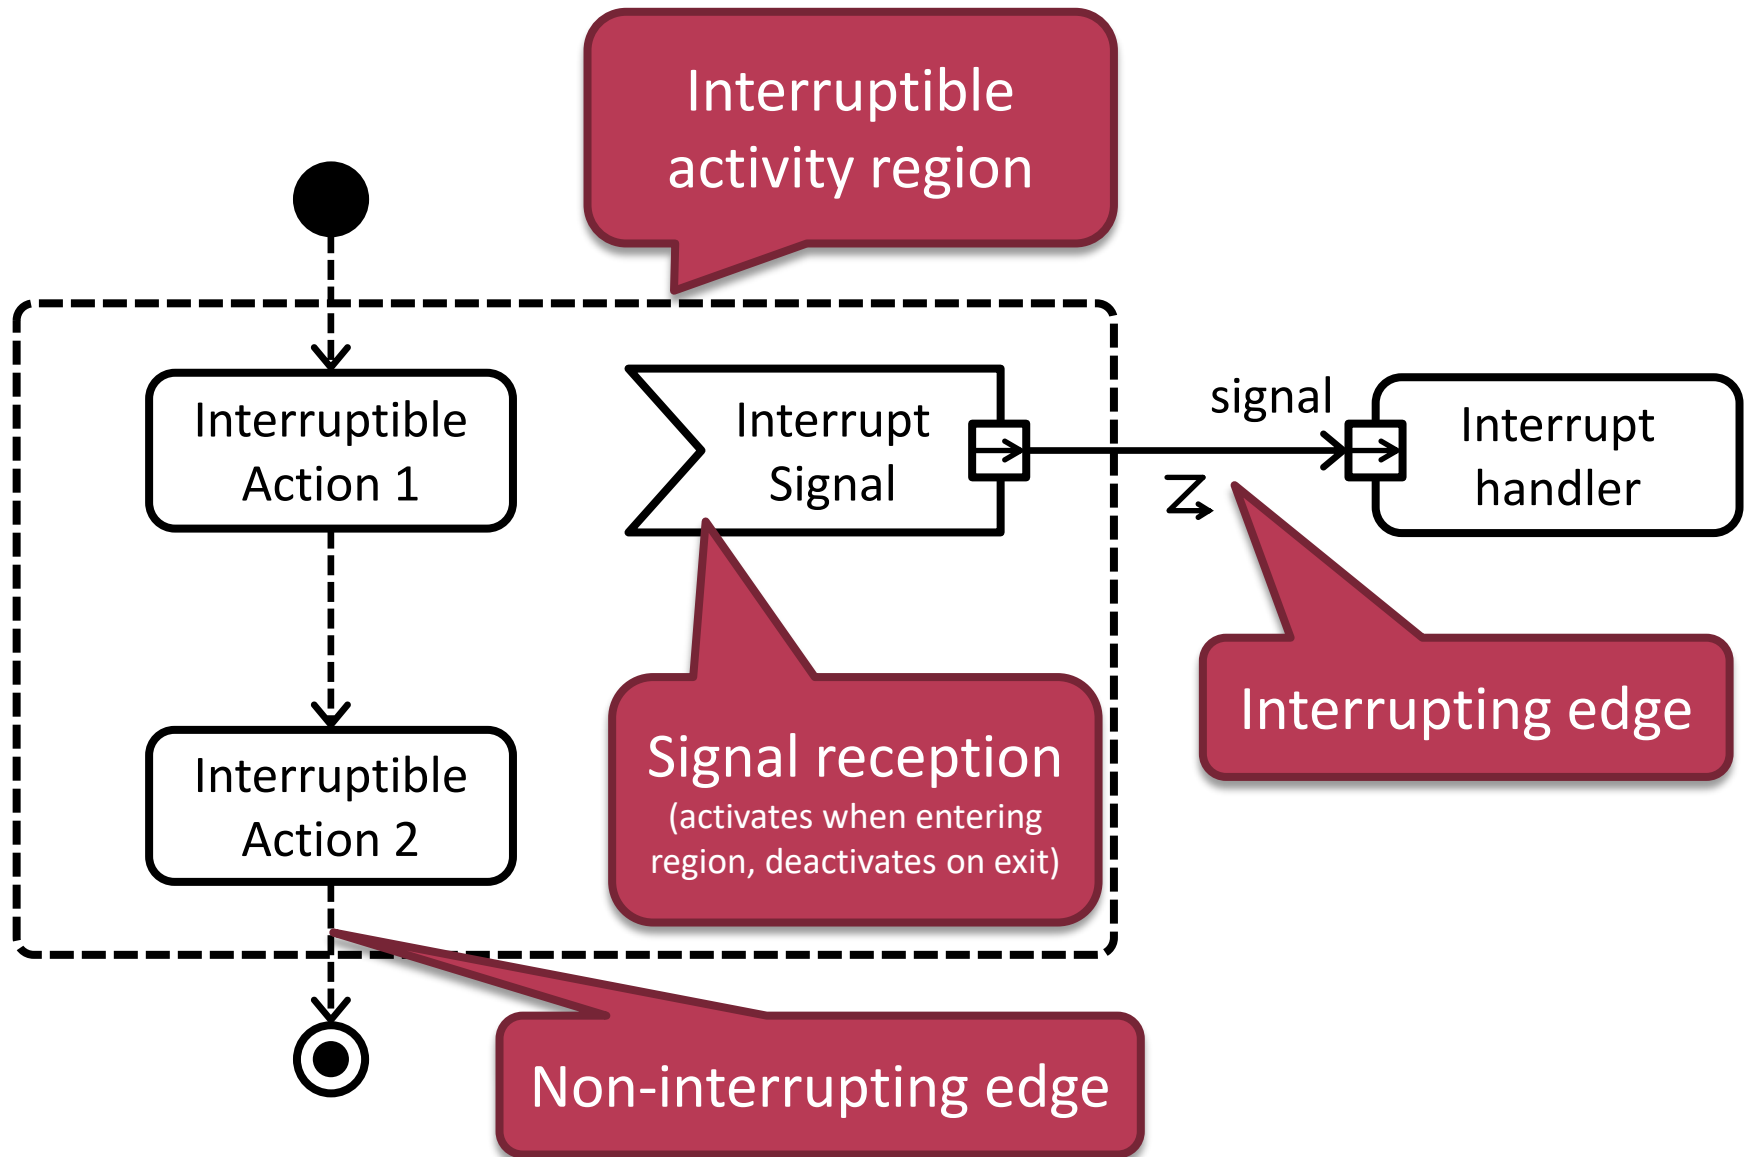 Interruptible
activity region
Interruptible
Action 1
Interrupt
Signal
signal
Interrupt
handler
Signal reception
(activates when entering
region, deactivates on exit)
Interrupting edge
Interruptible
Action 2
Non-interrupting edge